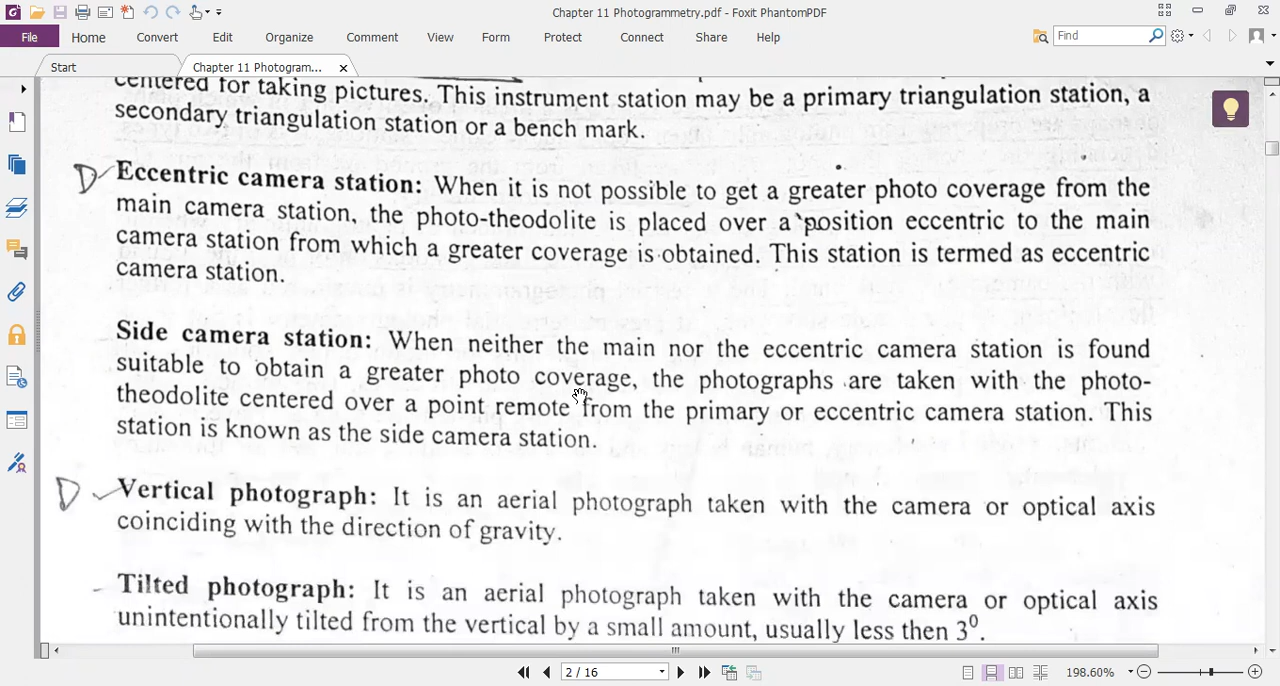 Chapter 11 Photogrammetry.pdf - Foxit PhantomPDF
File Home Convert Edit Organize Comment View Form Protect Connect Share Help Find
Start Chapter 11 Photogram...
centered for taking pictures. This instrument station may be a primary triangulation station, a
secondary triangulation station or a bench mark.
D Eccentric camera station: When it is not possible to get a greater photo coverage from the
main camera station, the photo-theodolite is placed over a position eccentric to the main
camera station from which a greater coverage is obtained. This station is termed as eccentric
camera station.
Side camera station: When neither the main nor the eccentric camera station is found
suitable to obtain a greater photo coverage, the photographs are taken with the photo-
theodolite centered over a point remote from the primary or eccentric camera station. This
station is known as the side camera station.
D Vertical photograph: It is an aerial photograph taken with the camera or optical axis
coinciding with the direction of gravity.
Tilted photograph: It is an aerial photograph taken with the camera or optical axis
unintentionally tilted from the vertical by a small amount, usually less then 3⁰.
2 / 16 198.60%